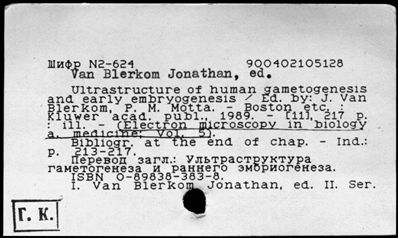 Шифр N2-624 9000402105128
Van Blerkom Jonathan, ed.
Ultrastructure of human gametogenesis
and early embryogenesis / Ed. by: J. Van
Blerkom, P. M. Motta. - Boston etc. :
Kluwer acad. publ., 1989. - [11], 217 p.
: ill. - (Electron microscopy in biology
a. medicine; Vol. 5).
Bibliogr. at the end of chap. - Ind.:
p. 213-217.
Перевод загл.: Ультраструктура
гаметогенеза и раннего эмбриогенеза.
ISBN 0-89838-383-8.
I. Van Blerkom Jonathan, ed. II. Ser.
Г. К.